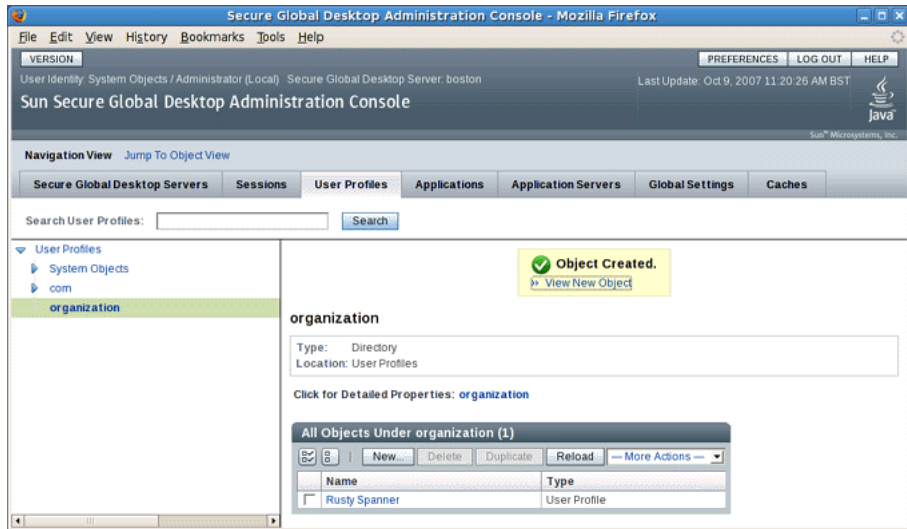 Secure Global Desktop Administration Console - Mozilla Firefox
File Edit View History Bookmarks Tools Help
VERSION PREFERENCES LOG OUT HELP
User Identity: System Objects / Administrator (Local) Secure Global Desktop Server: boston Last Update: Oct 9, 2007 11:20:26 AM BST
Sun Secure Global Desktop Administration Console
Java
Sun™ Microsystems, Inc.
Navigation View Jump To Object View
Secure Global Desktop Servers Sessions User Profiles Applications Application Servers Global Settings Caches
Search User Profiles: Search
User Profiles
System Objects
com
organization
Object Created.
» View New Object
organization
Type: Directory
Location: User Profiles
Click for Detailed Properties: organization
All Objects Under organization (1)
New... Delete Duplicate Reload — More Actions —
Name Type
Rusty Spanner User Profile